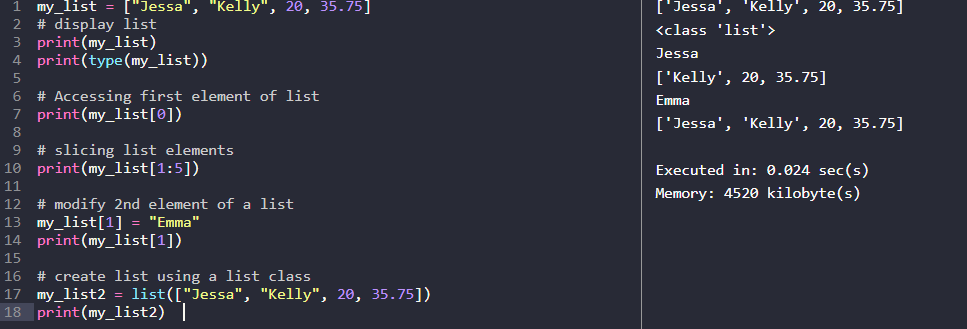 1 my_list = ["Jessa", "Kelly", 20, 35.75]
2 # display list
3 print(my_list)
4 print(type(my_list))
5
6 # Accessing first element of list
7 print(my_list[0])
8
9 # slicing list elements
10 print(my_list[1:5])
11
12 # modify 2nd element of a list
13 my_list[1] = "Emma"
14 print(my_list[1])
15
16 # create list using a list class
17 my_list2 = list(["Jessa", "Kelly", 20, 35.75])
18 print(my_list2)
['Jessa', 'Kelly', 20, 35.75]
<class 'list'>
Jessa
['Kelly', 20, 35.75]
Emma
['Jessa', 'Kelly', 20, 35.75]
Executed in: 0.024 sec(s)
Memory: 4520 kilobyte(s)